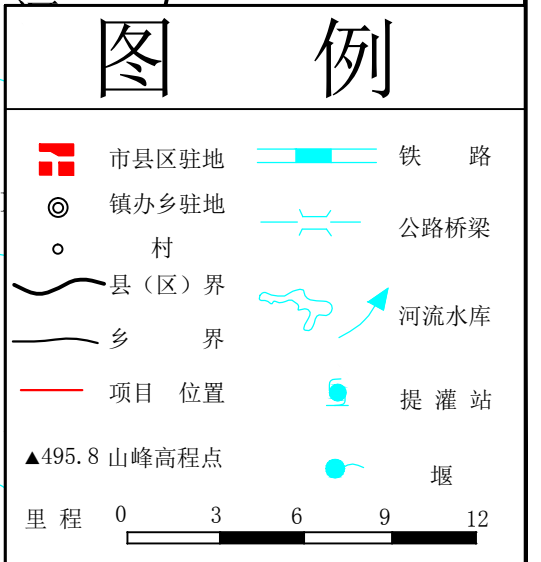 图 例
市县区驻地 铁 路
镇办乡驻地
公路桥梁
村
县（区）界
河流水库
乡 界
项目 位置 提灌站
▲495.8 山峰高程点
堰
里程 0 3 6 9 12